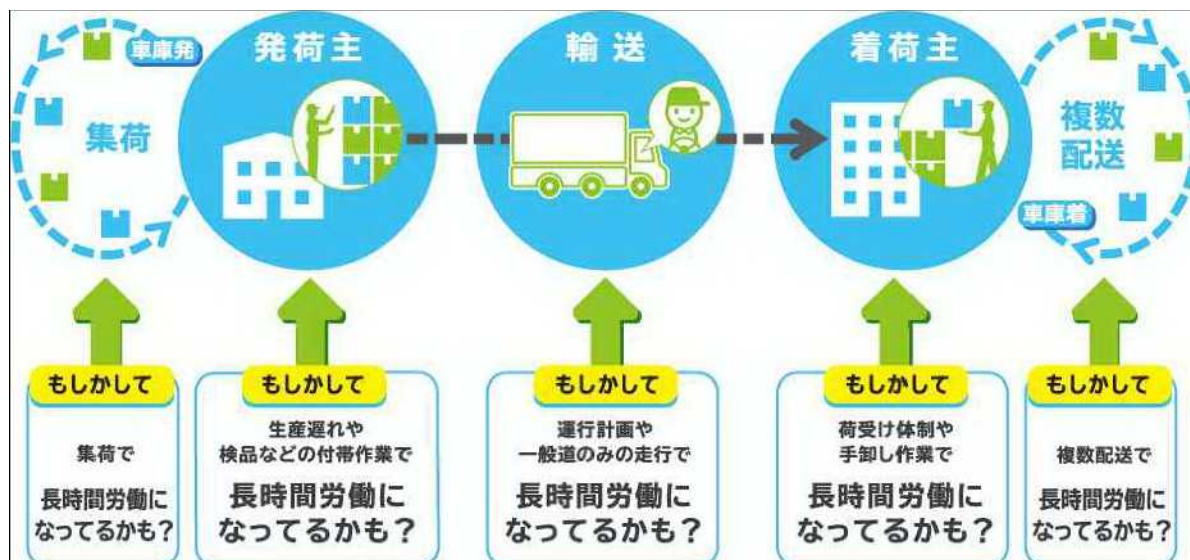 車庫発
集荷
発荷主
輸送
着荷主
複数
配送
車庫着
もしかして
集荷で
長時間労働に
なってるかも？
もしかして
生産遅れや
検品などの付帯作業で
長時間労働に
なってるかも？
もしかして
運行計画や
一般道のみの走行で
長時間労働に
なってるかも？
もしかして
荷受け体制や
手卸し作業で
長時間労働に
なってるかも？
もしかして
複数配送で
長時間労働に
なってるかも？